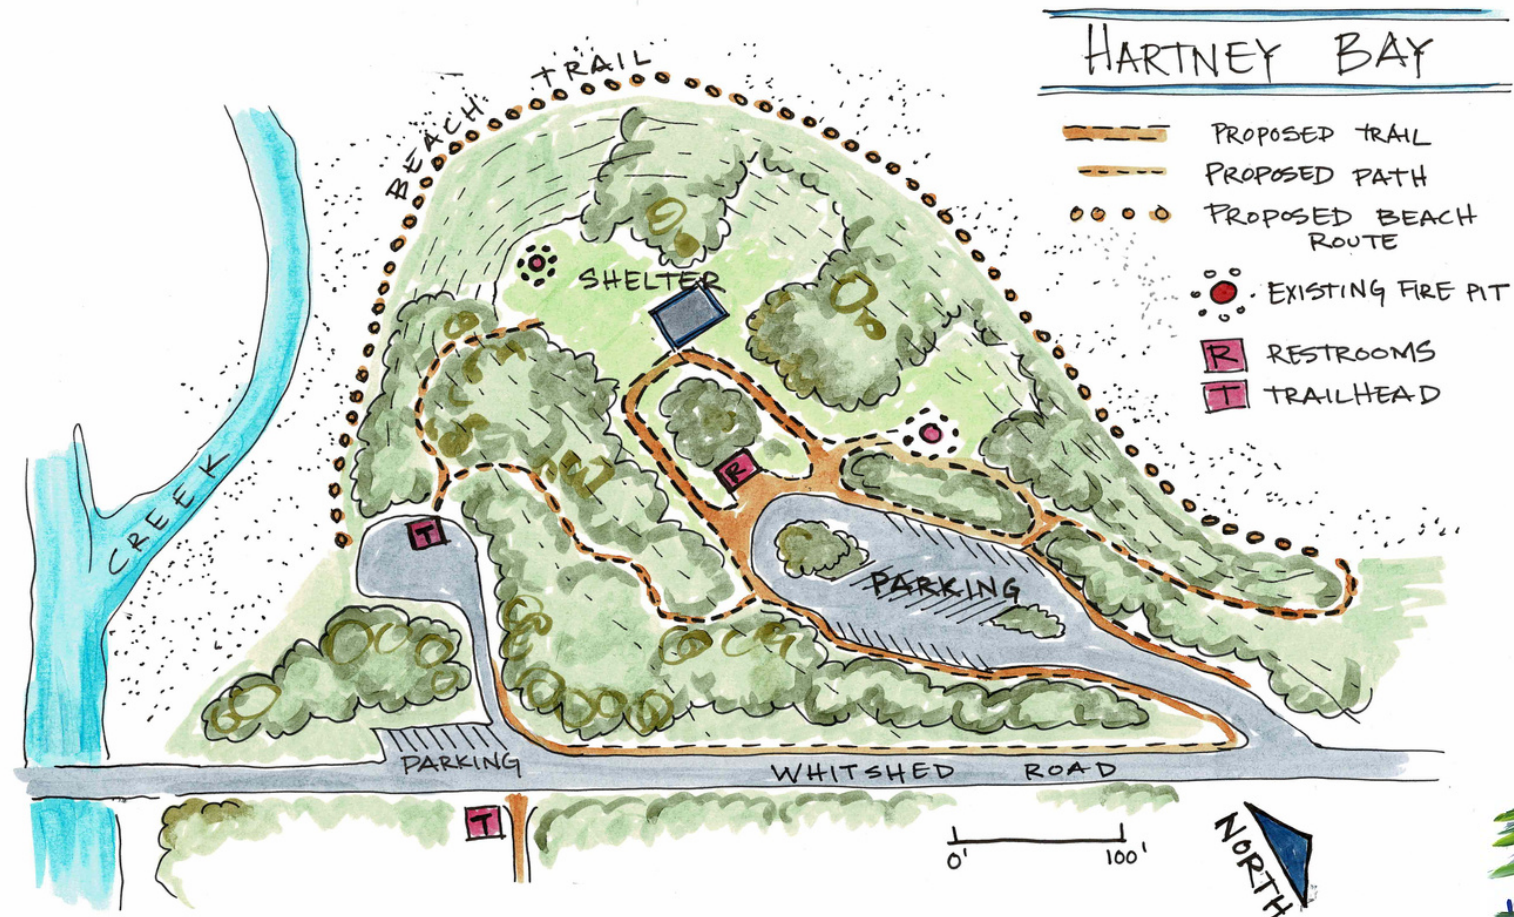 HARTNEY BAY
PROPOSED TRAIL
PROPOSED PATH
PROPOSED BEACH
ROUTE
EXISTING FIRE PIT
R RESTROOMS
T TRAILHEAD
BEACH TRAIL
SHELTER
R
CREEK
T
PARKING
PARKING
WHITSHED ROAD
T
0' 100'
NORTH